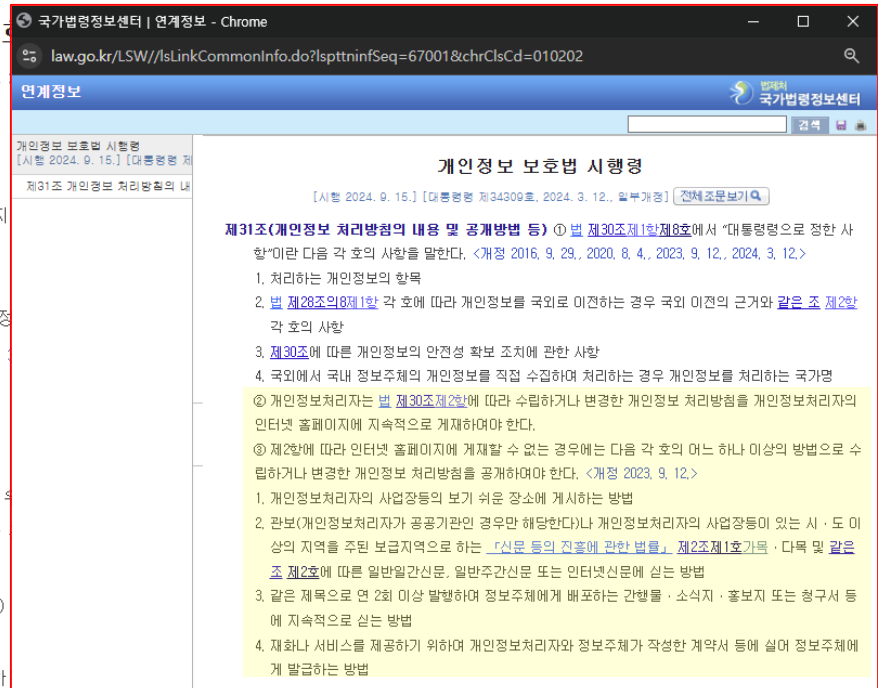 국가법령정보센터 | 연계정보 - Chrome
law.go.kr/LSW//lsLinkCommonInfo.do?lspttninfSeq=67001&chrClsCd=010202
연계정보
법제처
국가법령정보센터
검색
개인정보 보호법 시행령
[시행 2024. 9. 15.] [대통령령 제
제31조 개인정보 처리방침의 내
개인정보 보호법 시행령
[시행 2024. 9. 15.] [대통령령 제34309호, 2024. 3. 12., 일부개정] 전체조문보기
제31조(개인정보 처리방침의 내용 및 공개방법 등) ① 법 제30조제1항제8호에서 “대통령령으로 정한 사
항”이란 다음 각 호의 사항을 말한다. <개정 2016. 9. 29., 2020. 8. 4., 2023. 9. 12., 2024. 3. 12.>
1. 처리하는 개인정보의 항목
2. 법 제28조의8제1항 각 호에 따라 개인정보를 국외로 이전하는 경우 국외 이전의 근거와 같은 조 제2항
각 호의 사항
3. 제30조에 따른 개인정보의 안전성 확보 조치에 관한 사항
4. 국외에서 국내 정보주체의 개인정보를 직접 수집하여 처리하는 경우 개인정보를 처리하는 국가명
② 개인정보처리자는 법 제30조제2항에 따라 수립하거나 변경한 개인정보 처리방침을 개인정보처리자의
인터넷 홈페이지에 지속적으로 게재하여야 한다.
③ 제2항에 따라 인터넷 홈페이지에 게재할 수 없는 경우에는 다음 각 호의 어느 하나 이상의 방법으로 수
립하거나 변경한 개인정보 처리방침을 공개하여야 한다. <개정 2023. 9. 12.>
1. 개인정보처리자의 사업장등의 보기 쉬운 장소에 게시하는 방법
2. 관보(개인정보처리자가 공공기관인 경우만 해당한다)나 개인정보처리자의 사업장등이 있는 시ㆍ도 이
상의 지역을 주된 보급지역으로 하는 「신문 등의 진흥에 관한 법률」 제2조제1호가목ㆍ다목 및 같은
조 제2호에 따른 일반일간신문, 일반주간신문 또는 인터넷신문에 싣는 방법
3. 같은 제목으로 연 2회 이상 발행하여 정보주체에게 배포하는 간행물ㆍ소식지ㆍ홍보지 또는 청구서 등
에 지속적으로 싣는 방법
4. 재화나 서비스를 제공하기 위하여 개인정보처리자와 정보주체가 작성한 계약서 등에 실어 정보주체에
게 발급하는 방법